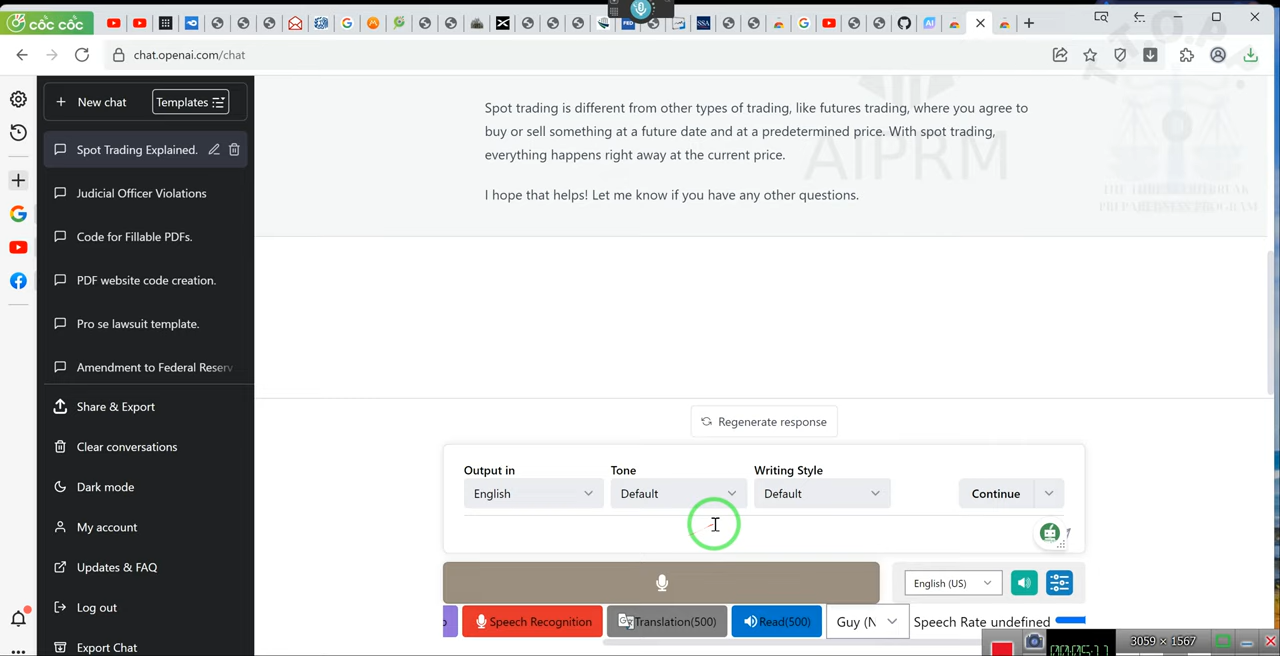 cốc cốc
chat.openai.com/chat
New chat
Templates
Spot Trading Explained.
Judicial Officer Violations
Code for Fillable PDFs.
PDF website code creation.
Pro se lawsuit template.
Amendment to Federal Reserv
Share & Export
Clear conversations
Dark mode
My account
Updates & FAQ
Log out
Export Chat
Spot trading is different from other types of trading, like futures trading, where you agree to
buy or sell something at a future date and at a predetermined price. With spot trading,
everything happens right away at the current price.
I hope that helps! Let me know if you have any other questions.
AIPRM
T.T.O.P.P.
THE THREAT OUTBREAK
PREPAREDNESS PROGRAM
Regenerate response
Output in
Tone
Writing Style
English
Default
Default
Continue
English (US)
Speech Recognition
Translation(500)
Read(500)
Guy (N
Speech Rate undefined
3059 × 1567